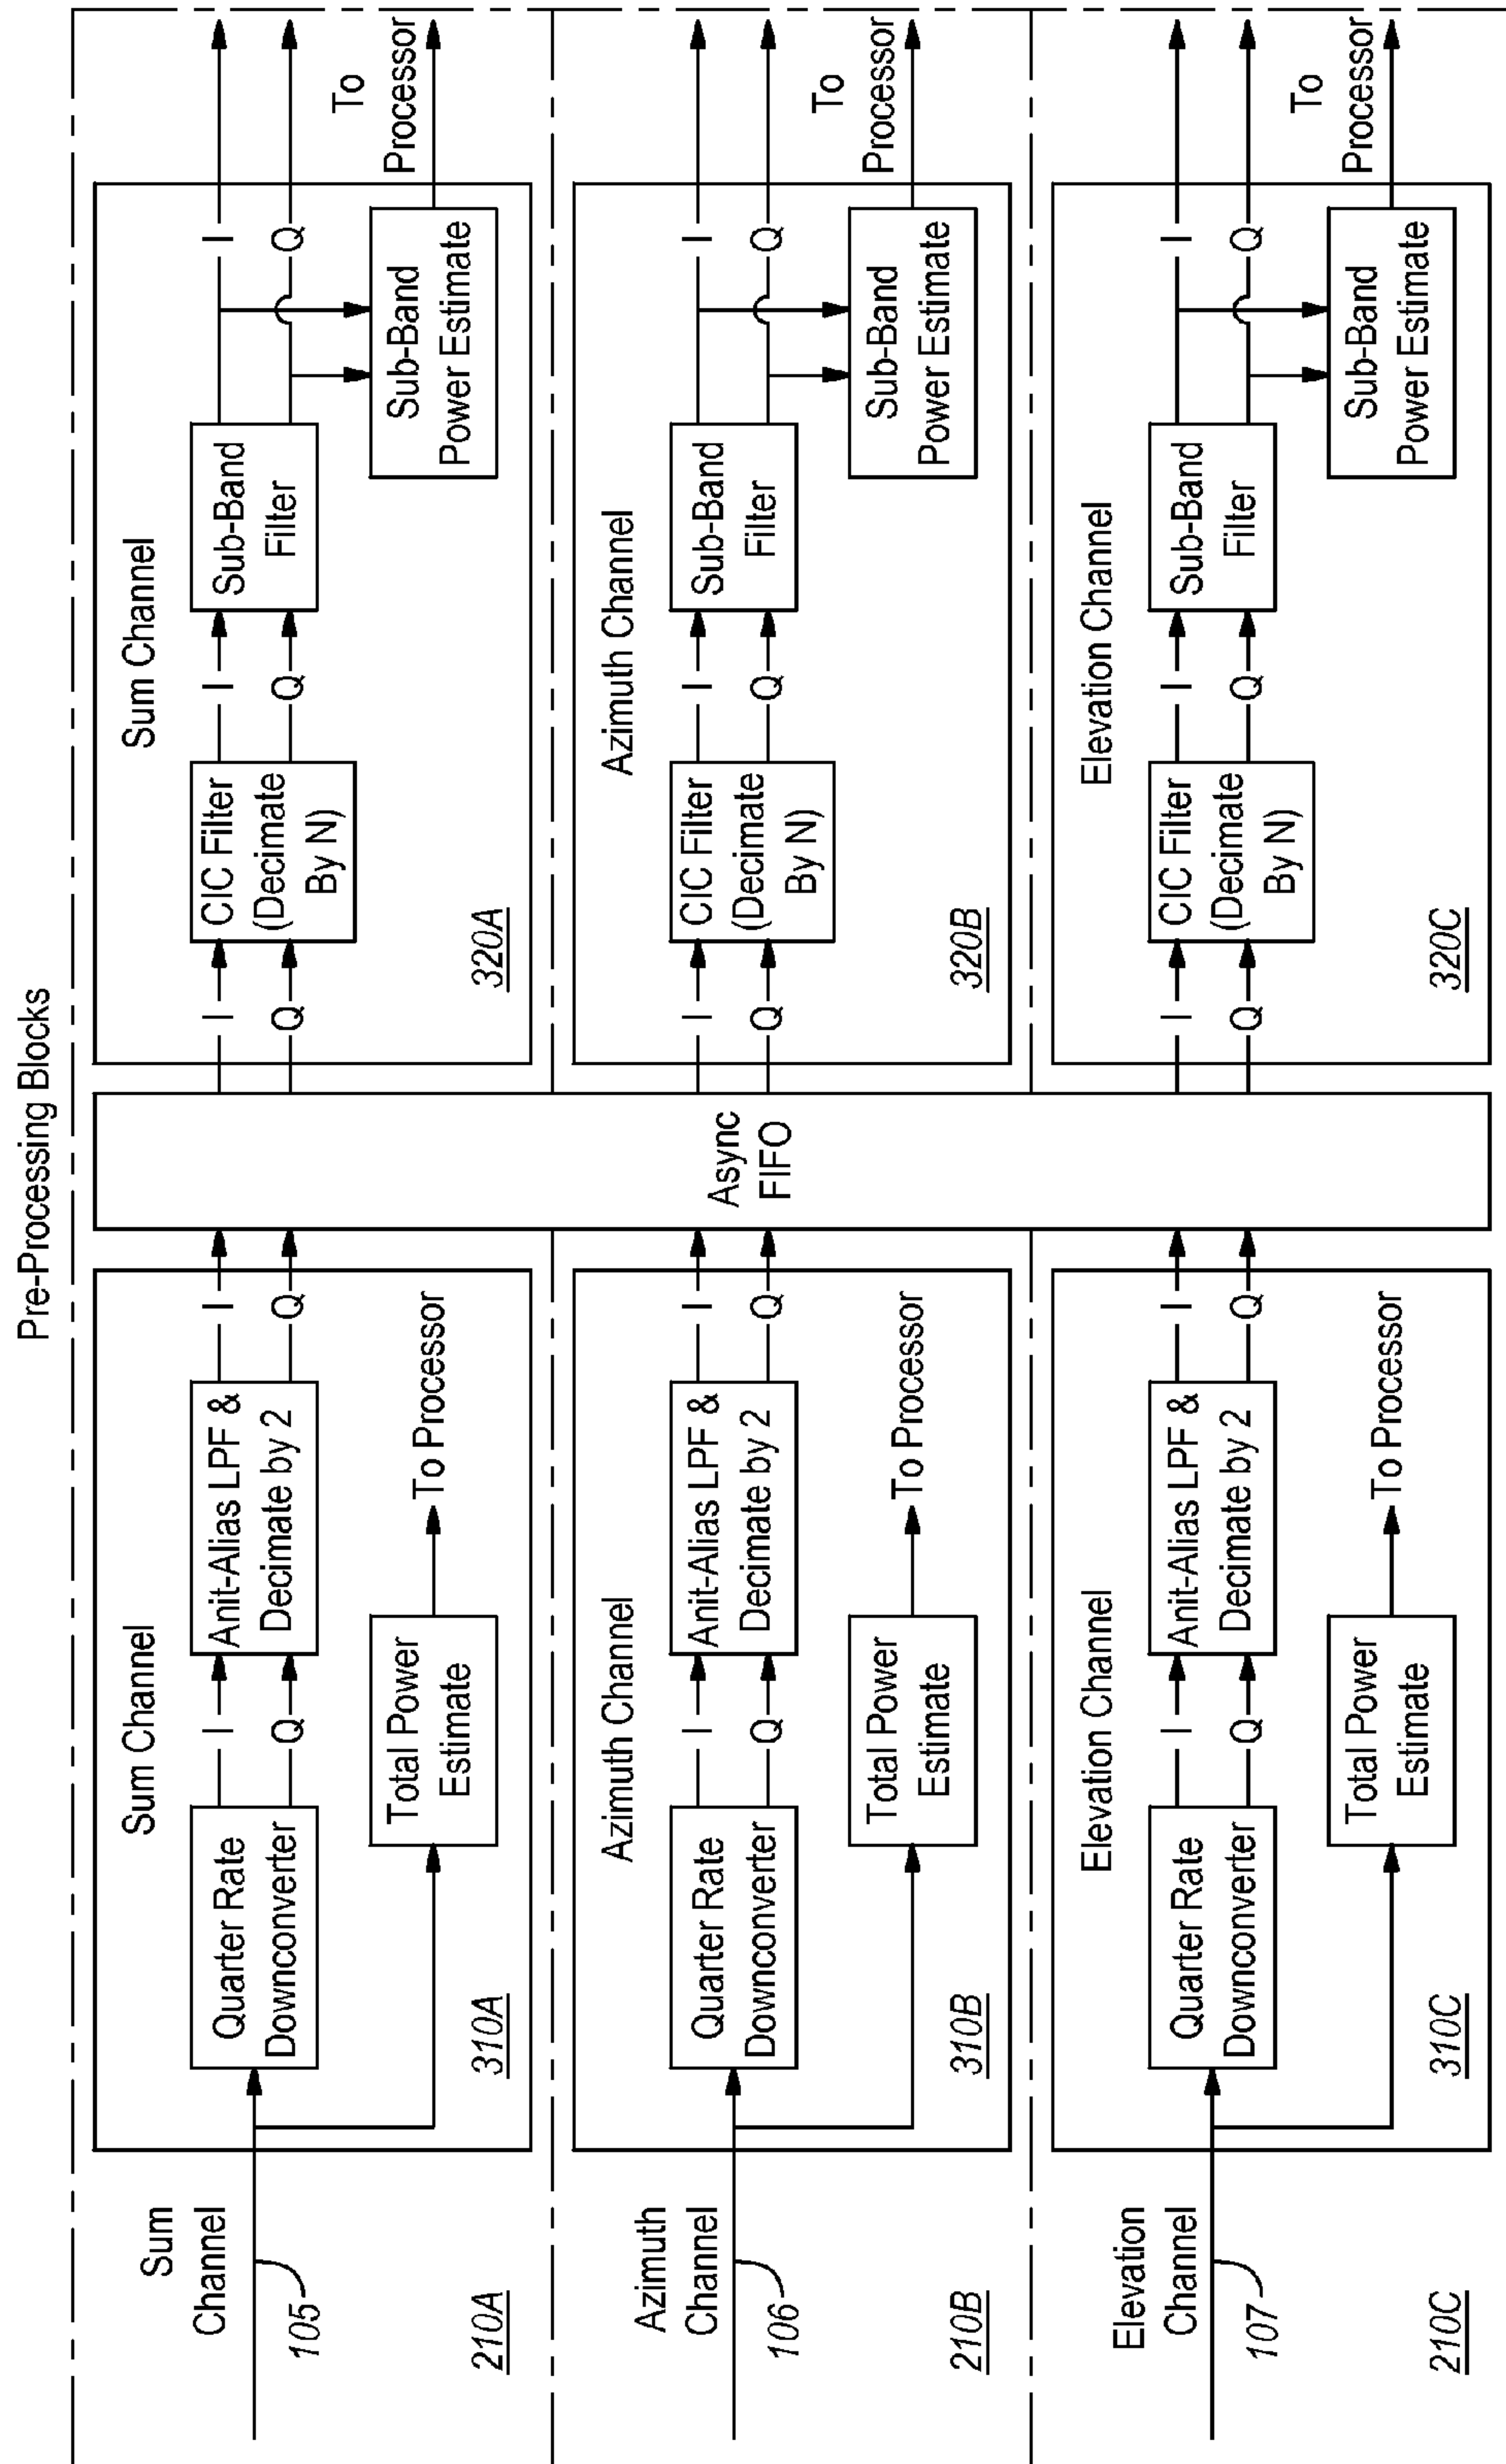 Pre-Processing Blocks
Sum
Channel
105
210A
Sum Channel
Quarter Rate
Downconverter
I
Q
Anit-Alias LPF &
Decimate by 2
I
Q
Total Power
Estimate
To Processor
310A
Azimuth
Channel
106
210B
Azimuth Channel
Quarter Rate
Downconverter
I
Q
Anit-Alias LPF &
Decimate by 2
I
Q
Total Power
Estimate
To Processor
310B
Elevation
Channel
107
210C
Elevation Channel
Quarter Rate
Downconverter
I
Q
Anit-Alias LPF &
Decimate by 2
I
Q
Total Power
Estimate
To Processor
310C
Async
FIFO
Sum Channel
I
Q
CIC Filter
(Decimate
By N)
I
Q
Sub-Band
Filter
I
Q
Sub-Band
Power Estimate
To
Processor
320A
Azimuth Channel
I
Q
CIC Filter
(Decimate
By N)
I
Q
Sub-Band
Filter
I
Q
Sub-Band
Power Estimate
To
Processor
320B
Elevation Channel
I
Q
CIC Filter
(Decimate
By N)
I
Q
Sub-Band
Filter
I
Q
Sub-Band
Power Estimate
To
Processor
320C